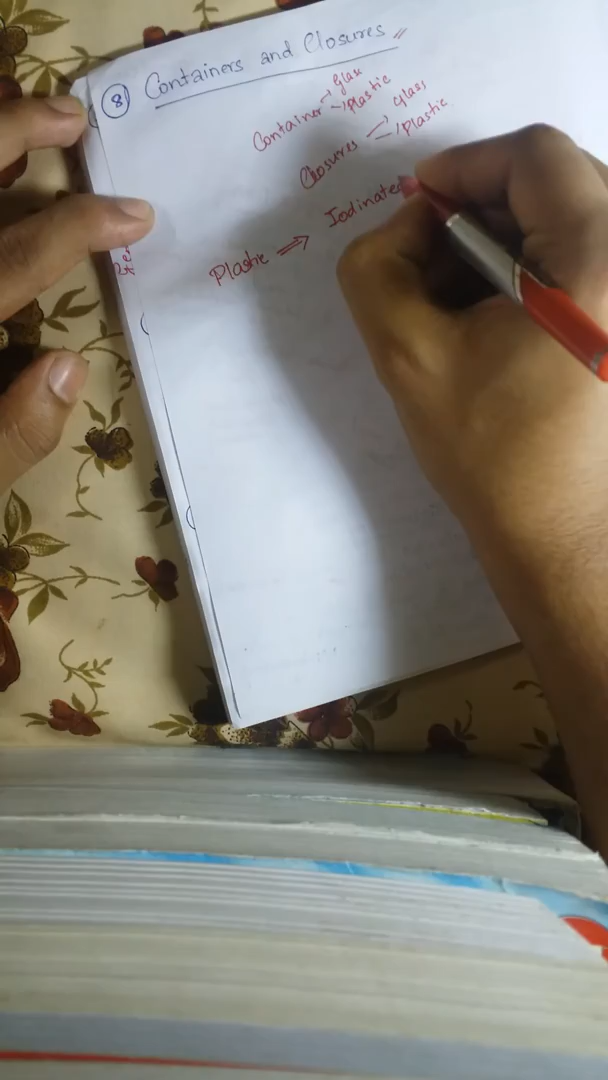 8 Containers and Closures
Container → Glass
→ Plastic
Closures → Glass
→ Plastic
Plastic ⇒ Iodinated